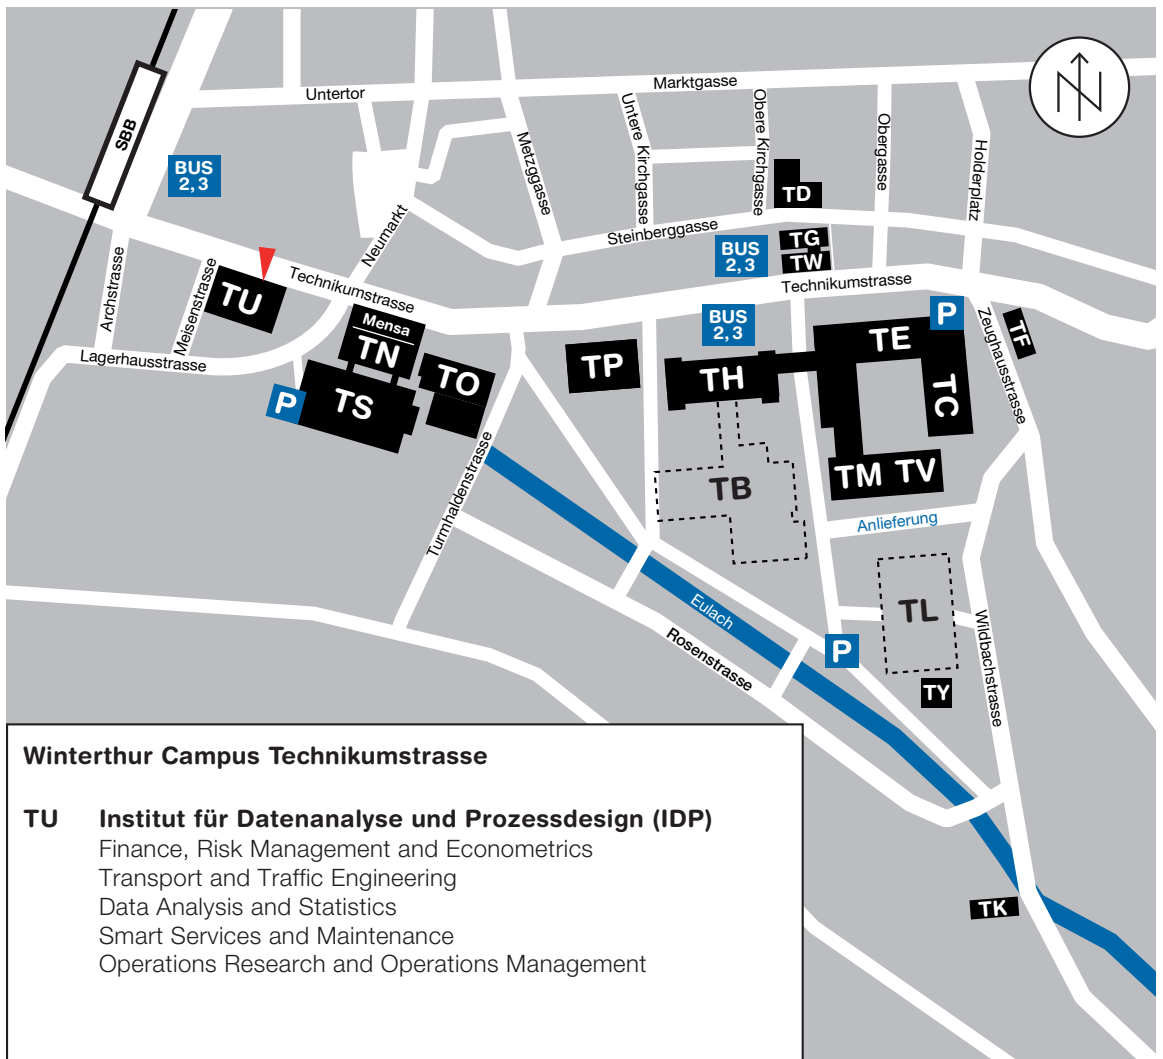 SBB
BUS
2, 3
Untertor
Marktgasse
Metzggasse
Untere Kirchgasse
Obere Kirchgasse
Obergasse
Holderplatz
N
TD
Neumarkt
Steinberggasse
TG
TW
BUS
2, 3
Archstrasse
Meisenstrasse
TU
Technikumstrasse
Technikumstrasse
Mensa
TN
BUS
2, 3
P
TE
TF
Zeughausstrasse
Lagerhausstrasse
TO
TP
TH
TC
P
TS
Turmhaldenstrasse
TB
TM
TV
Anlieferung
Eulach
TL
Rosenstrasse
P
Wildbachstrasse
TY
TK
Winterthur Campus Technikumstrasse
TU Institut für Datenanalyse und Prozessdesign (IDP)
Finance, Risk Management and Econometrics
Transport and Traffic Engineering
Data Analysis and Statistics
Smart Services and Maintenance
Operations Research and Operations Management